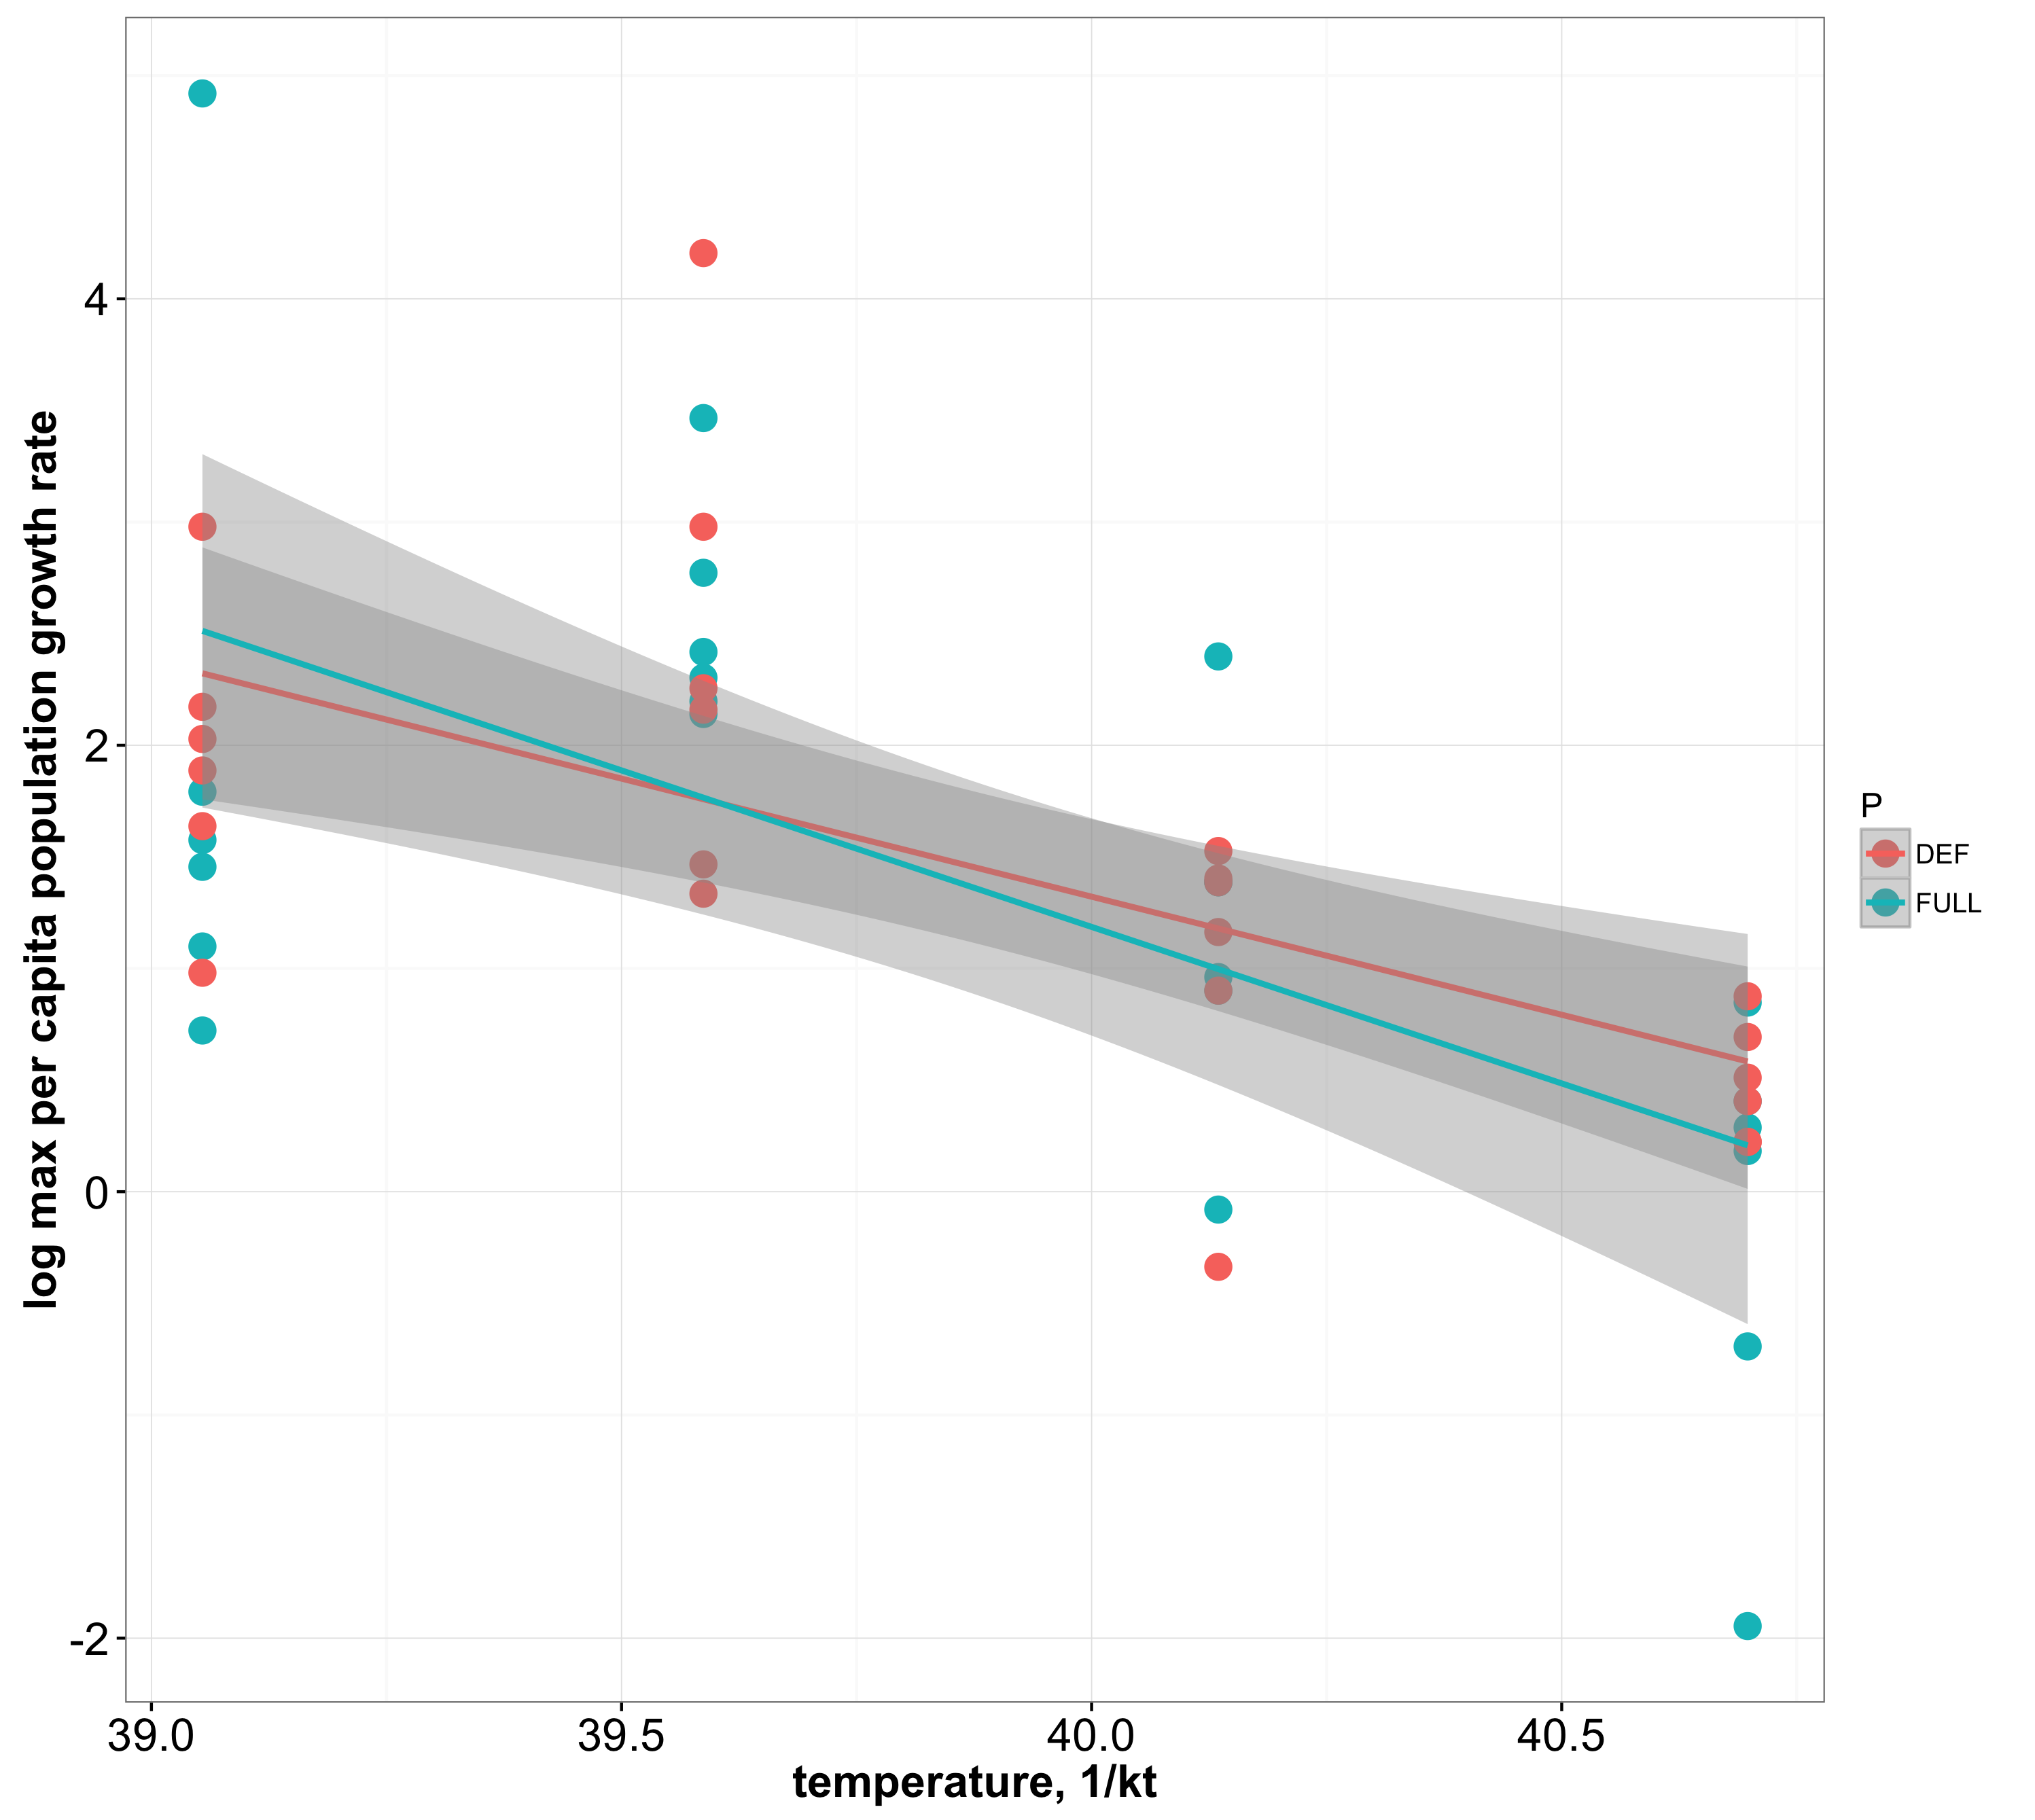 log max per capita population growth rate
4
2
0
-2
39.0
39.5
40.0
40.5
temperature, 1/kt
P
DEF
FULL